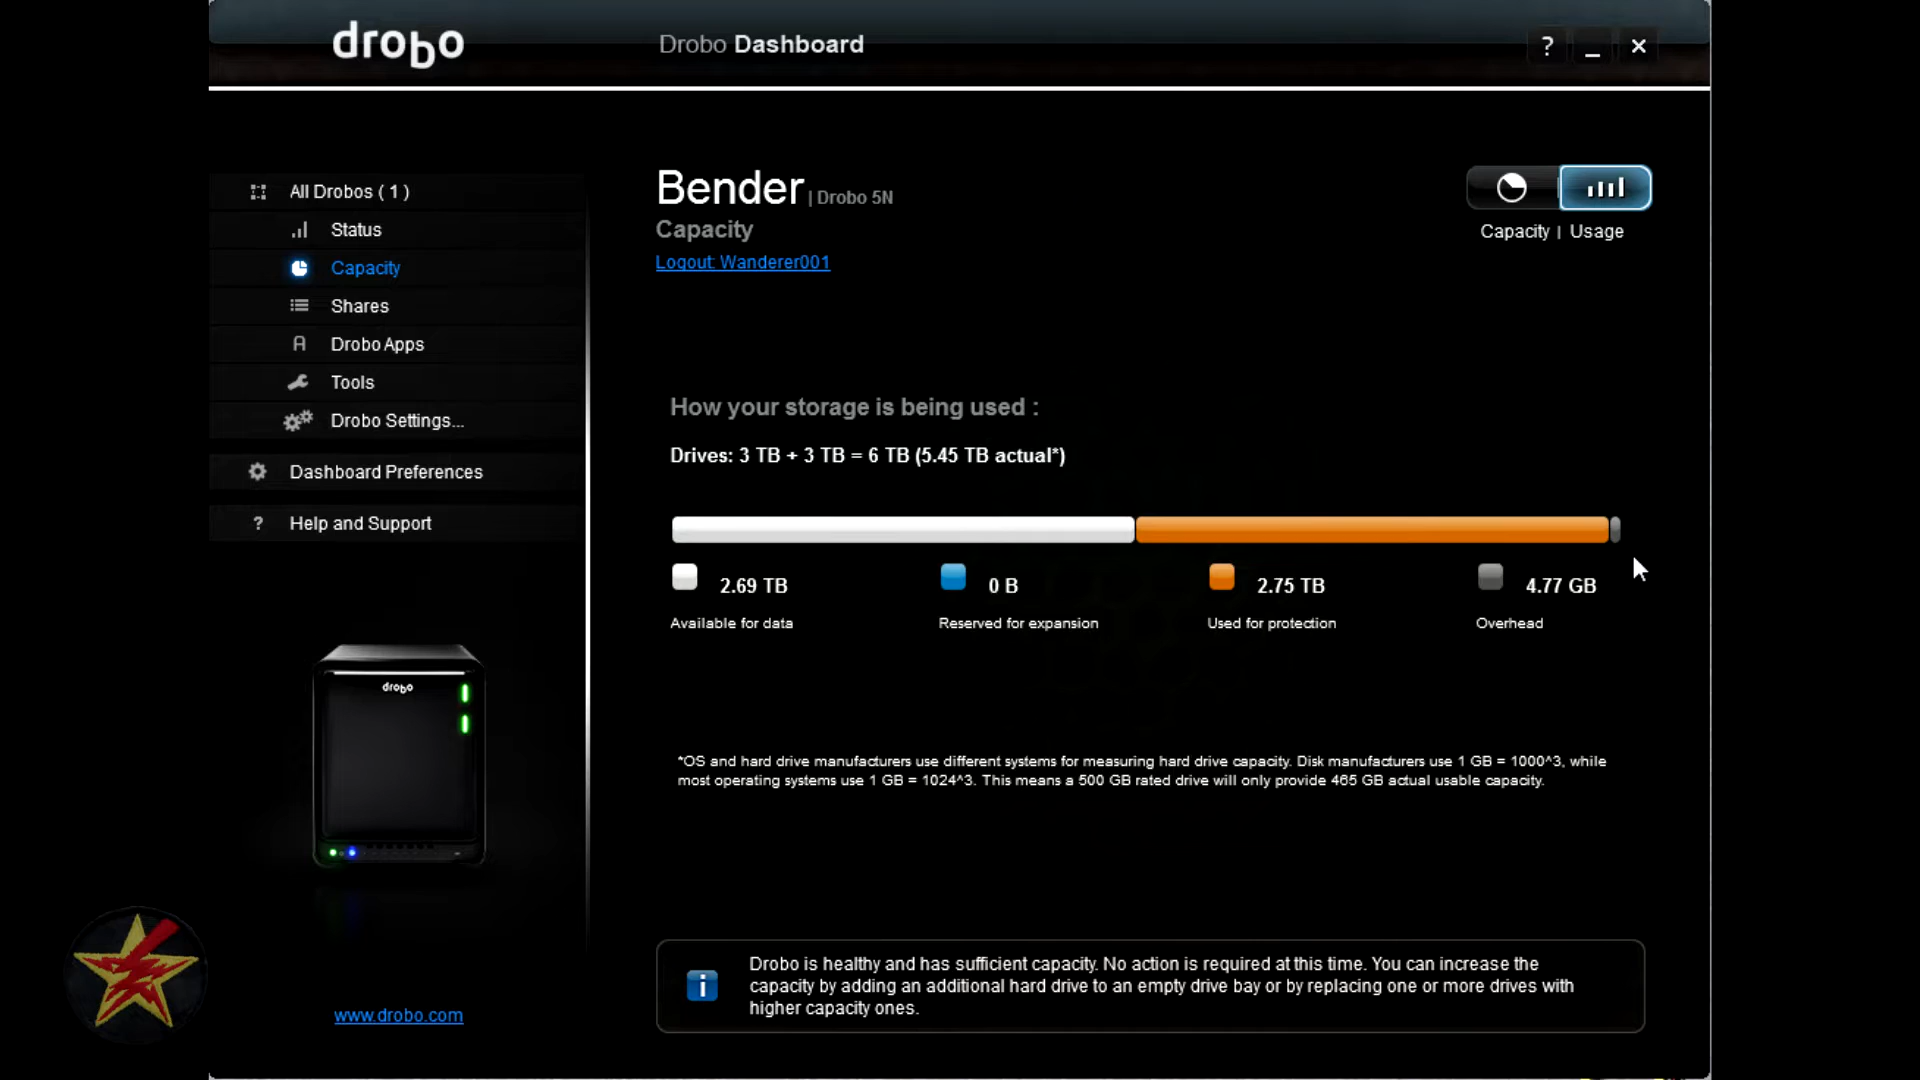 drobo
Drobo Dashboard
? _ ×
All Drobos ( 1 )
Status
Capacity
Shares
A Drobo Apps
Tools
Drobo Settings...
Dashboard Preferences
? Help and Support
drobo
www.drobo.com
Bender | Drobo 5N
Capacity
Logout: Wanderer001
Capacity | Usage
How your storage is being used :
Drives: 3 TB + 3 TB = 6 TB (5.45 TB actual*)
2.69 TB 0 B 2.75 TB 4.77 GB
Available for data Reserved for expansion Used for protection Overhead
*OS and hard drive manufacturers use different systems for measuring hard drive capacity. Disk manufacturers use 1 GB = 1000^3, while
most operating systems use 1 GB = 1024^3. This means a 500 GB rated drive will only provide 465 GB actual usable capacity.
i
Drobo is healthy and has sufficient capacity. No action is required at this time. You can increase the
capacity by adding an additional hard drive to an empty drive bay or by replacing one or more drives with
higher capacity ones.